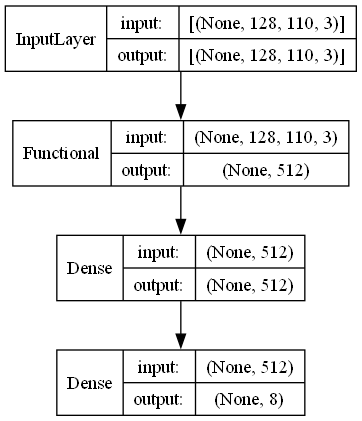 InputLayer
input: [(None, 128, 110, 3)]
output: [(None, 128, 110, 3)]
Functional
input: (None, 128, 110, 3)
output: (None, 512)
Dense
input: (None, 512)
output: (None, 512)
Dense
input: (None, 512)
output: (None, 8)